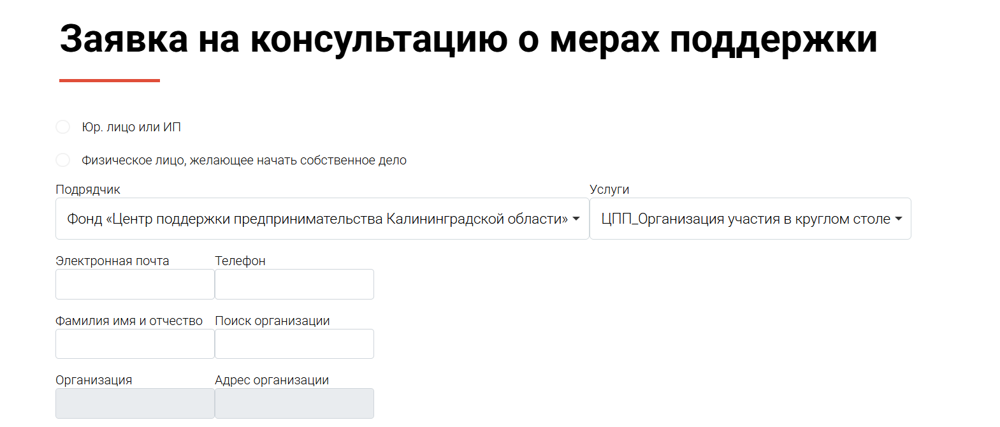 Заявка на консультацию о мерах поддержки
Юр. лицо или ИП
Физическое лицо, желающее начать собственное дело
Подрядчик Услуги
Фонд «Центр поддержки предпринимательства Калининградской области» ЦПП_Организация участия в круглом столе
Электронная почта Телефон
Фамилия имя и отчество Поиск организации
Организация Адрес организации